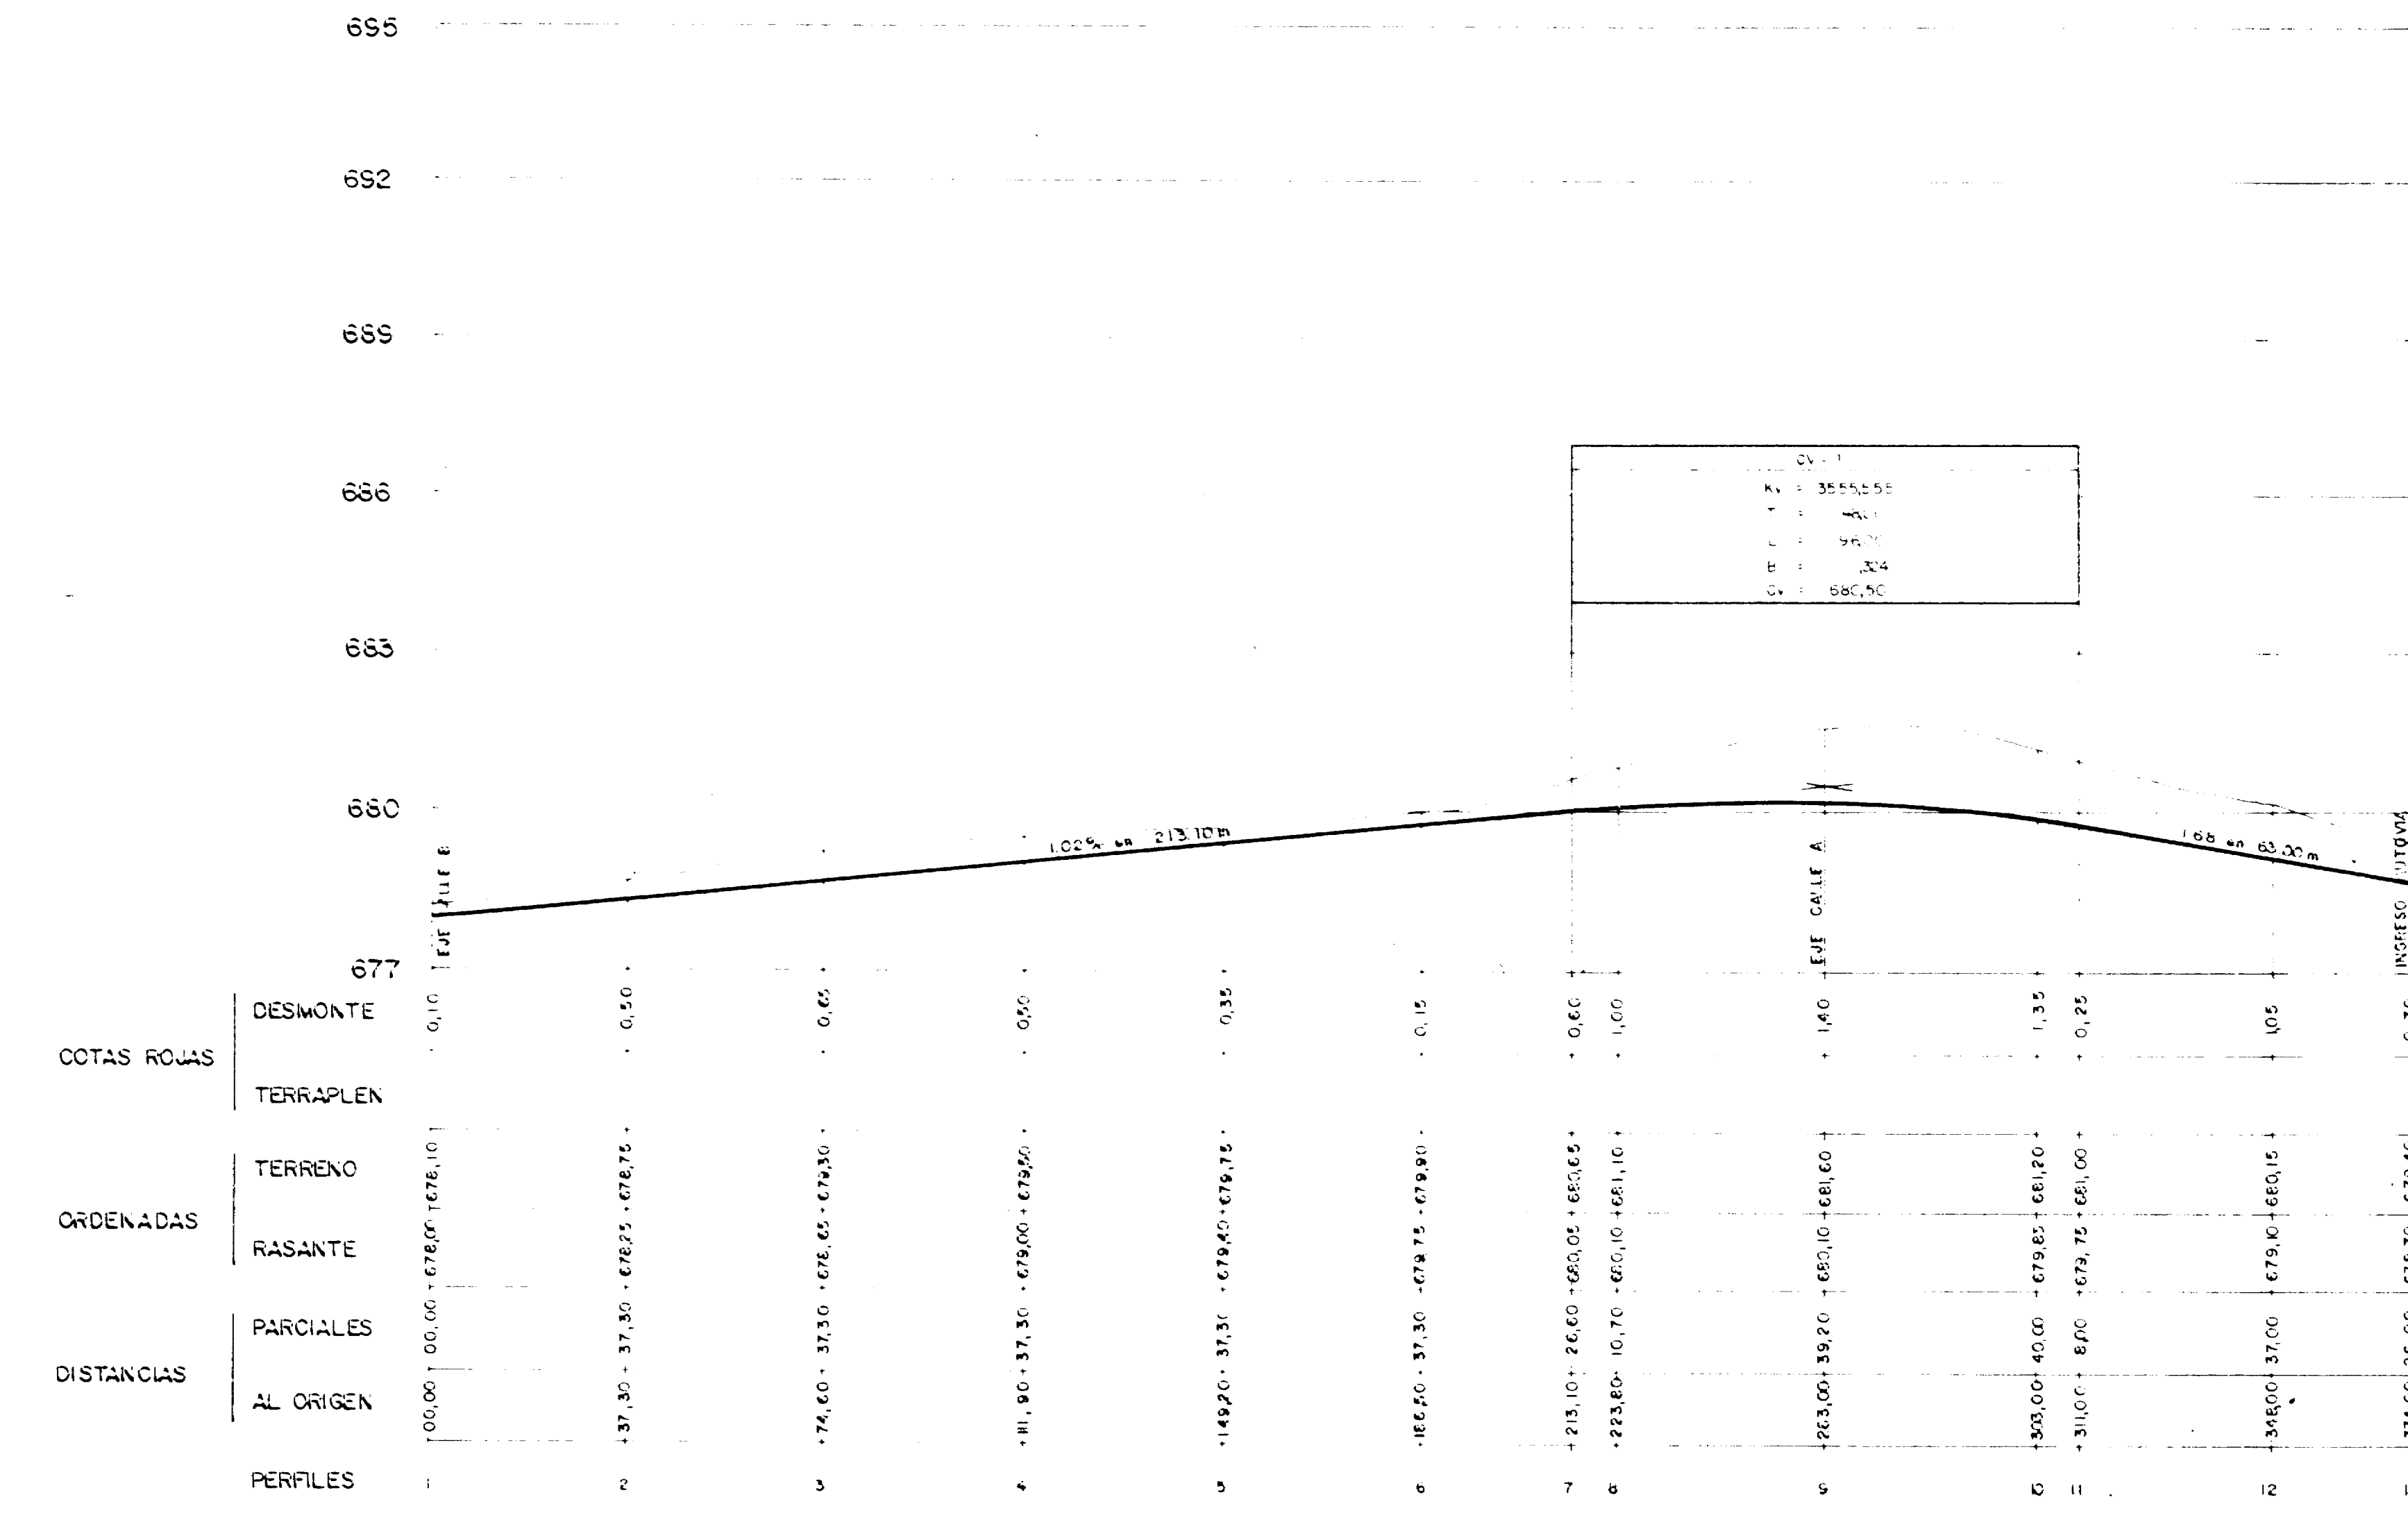 695
692
689
686
683
680
677
CV - 1
Kv = 3555,555
T =
L = 96,00
B = ,324
CV = 680,50
1.02% en 213.10 m
1.68 en 63.00 m
EJE CALLE B
EJE CALLE A
INGRESO AUTOVIA
COTAS ROJAS
DESMONTE 0,10 0,50 0,65 0,50 0,35 0,15 0,60 1,00 1,40 1,35 0,25 1,05
TERRAPLEN
ORDENADAS
TERRENO 678,10 678,75 679,30 679,50 679,75 679,90 680,65 681,10 681,60 681,20 681,00 680,15
RASANTE 678,00 678,25 678,65 679,00 679,40 679,75 680,05 680,10 680,10 679,85 679,75 679,10
DISTANCIAS
PARCIALES 00,00 37,30 37,30 37,30 37,30 37,30 26,60 10,70 39,20 40,00 8,00 37,00
AL ORIGEN 00,00 37,30 74,60 111,90 149,20 186,50 213,10 223,80 263,00 303,00 311,00 348,00
PERFILES 1 2 3 4 5 6 7 8 9 10 11 12